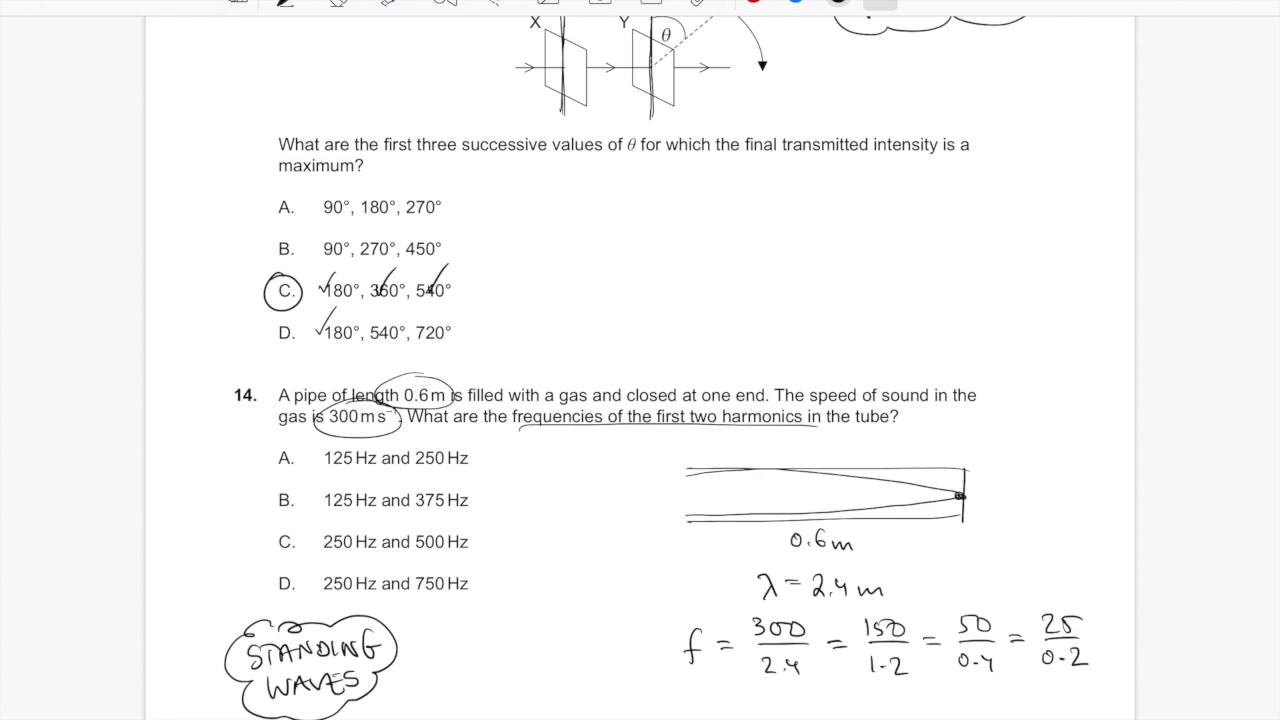 X Y θ
What are the first three successive values of θ for which the final transmitted intensity is a
maximum?
A. 90°, 180°, 270°
B. 90°, 270°, 450°
C. 180°, 360°, 540°
D. 180°, 540°, 720°
14. A pipe of length 0.6 m is filled with a gas and closed at one end. The speed of sound in the
gas is 300 m s⁻¹. What are the frequencies of the first two harmonics in the tube?
A. 125 Hz and 250 Hz
B. 125 Hz and 375 Hz
C. 250 Hz and 500 Hz
D. 250 Hz and 750 Hz
0.6m
λ = 2.4 m
f = 300/2.4 = 150/1.2 = 50/0.4 = 25/0.2
STANDING
WAVES